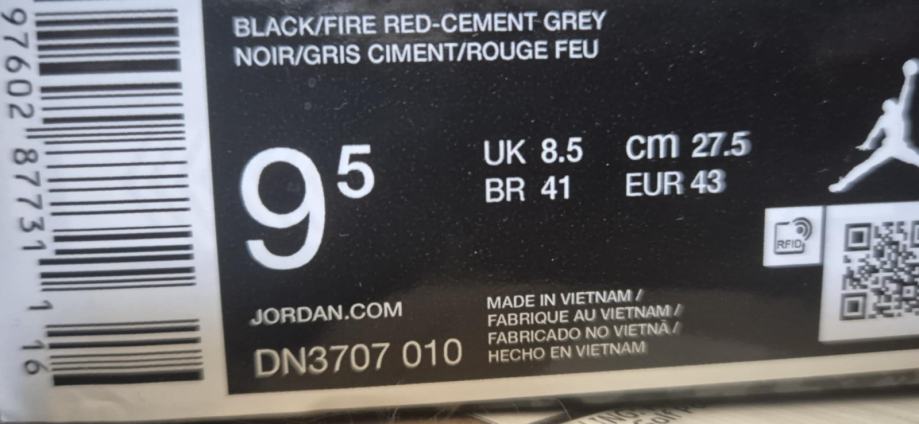 BLACK/FIRE RED-CEMENT GREY
NOIR/GRIS CIMENT/ROUGE FEU
9 5
UK 8.5 cm 27.5
BR 41 EUR 43
RFID
JORDAN.COM
DN3707 010
MADE IN VIETNAM /
FABRIQUE AU VIETNAM /
FABRICADO NO VIETNÃ /
HECHO EN VIETNAM
97602 87731 1 16